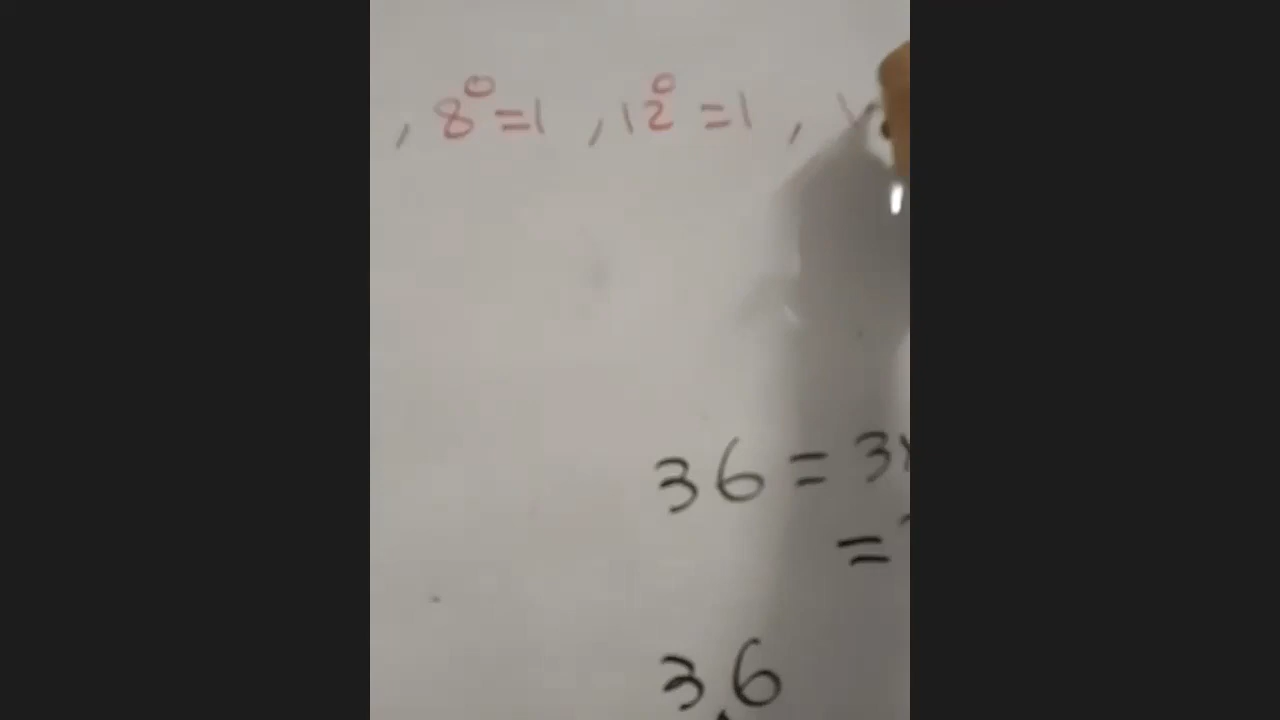 , 8⁰=1 , 12⁰ =1 ,
36 = 3
=
36